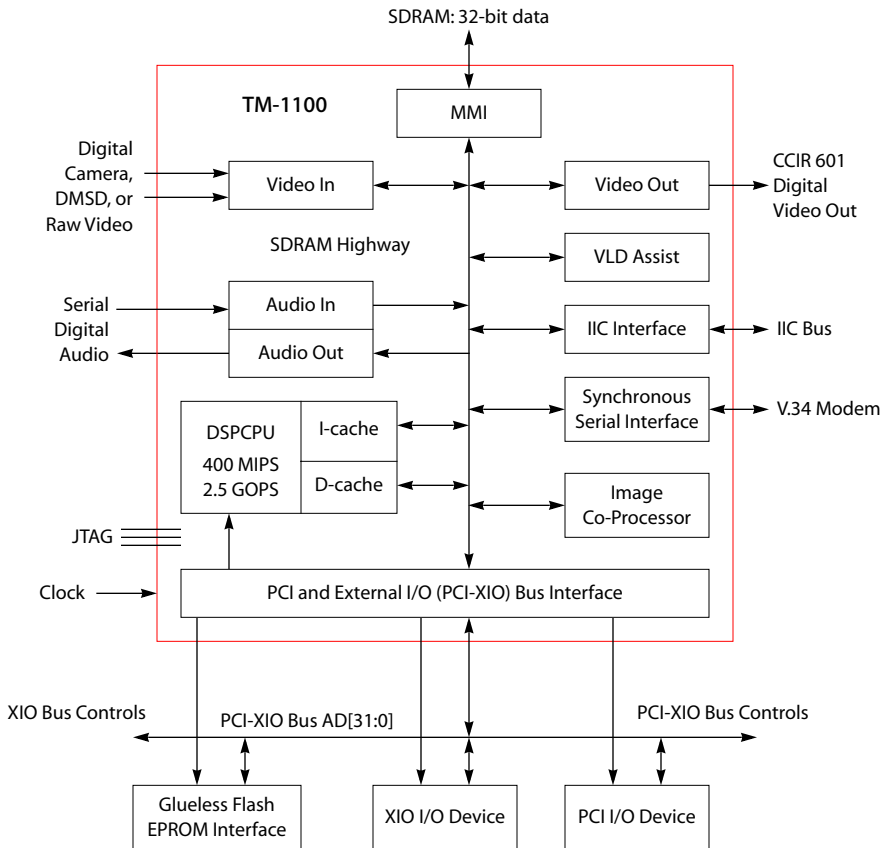 SDRAM: 32-bit data
TM-1100
MMI
Digital
Camera,
DMSD, or
Raw Video
Video In
Video Out
CCIR 601
Digital
Video Out
SDRAM Highway
VLD Assist
Serial
Digital
Audio
Audio In
Audio Out
IIC Interface
IIC Bus
DSPCPU
400 MIPS
2.5 GOPS
I-cache
D-cache
Synchronous
Serial Interface
V.34 Modem
Image
Co-Processor
JTAG
Clock
PCI and External I/O (PCI-XIO) Bus Interface
XIO Bus Controls
PCI-XIO Bus AD[31:0]
PCI-XIO Bus Controls
Glueless Flash
EPROM Interface
XIO I/O Device
PCI I/O Device